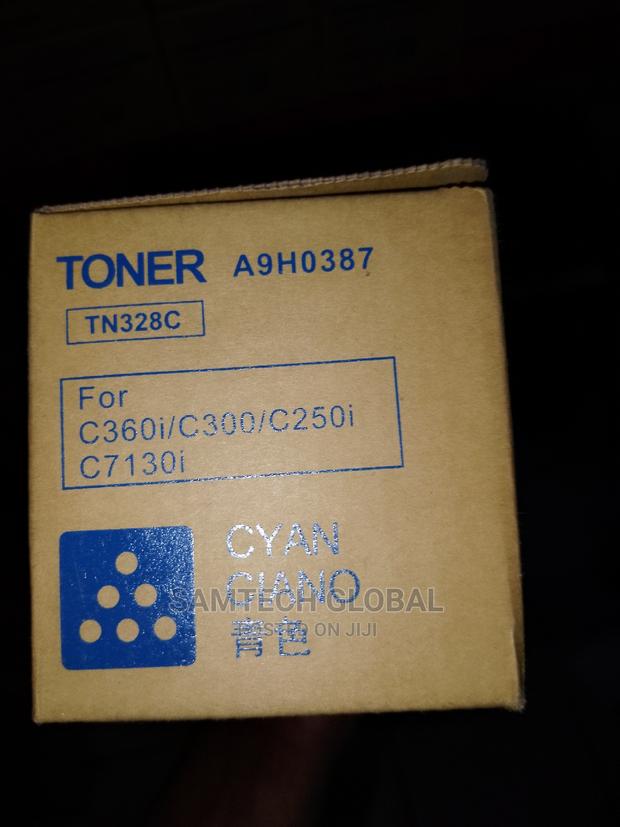 TONER A9H0387
TN328C
For
C360i/C300/C250i
C7130i
CYAN
CIANO
SAMTECH GLOBAL
POSTED ON JIJI
青色